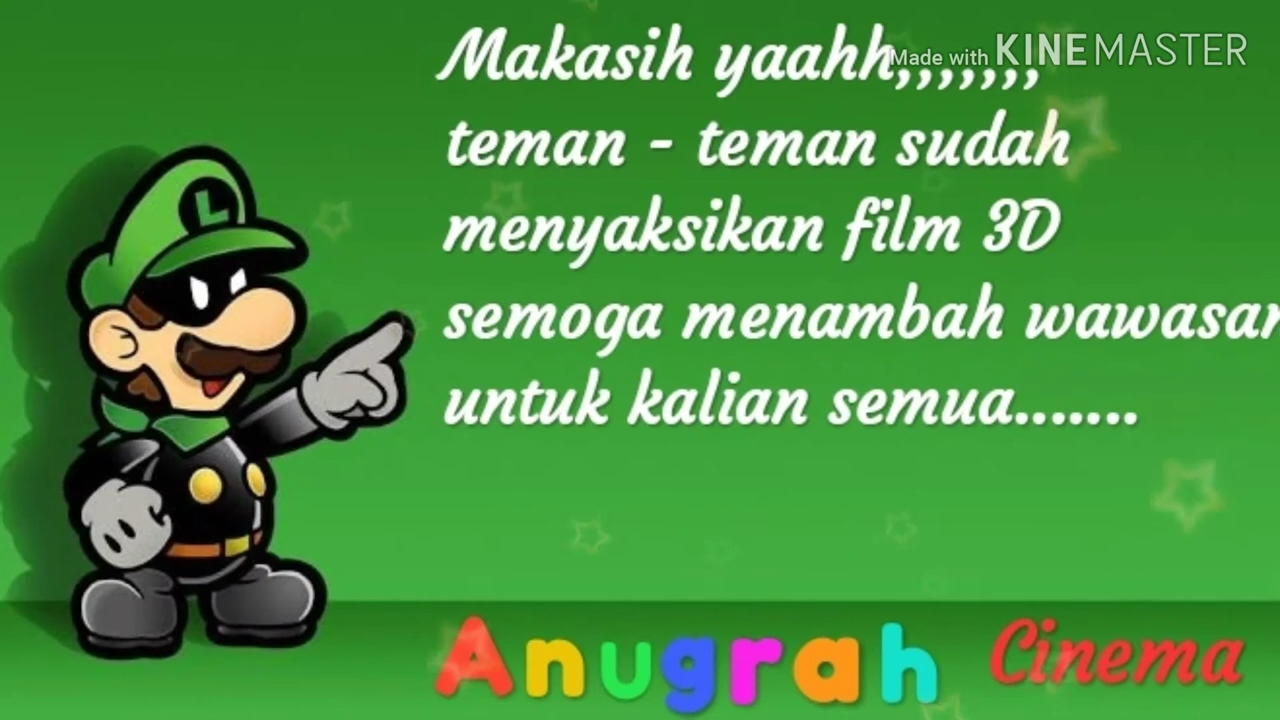 Makasih yaahh,,,,,,,
Made with KINEMASTER
teman - teman sudah
menyaksikan film 3D
semoga menambah wawasan
untuk kalian semua.......
L
Anugrah Cinema